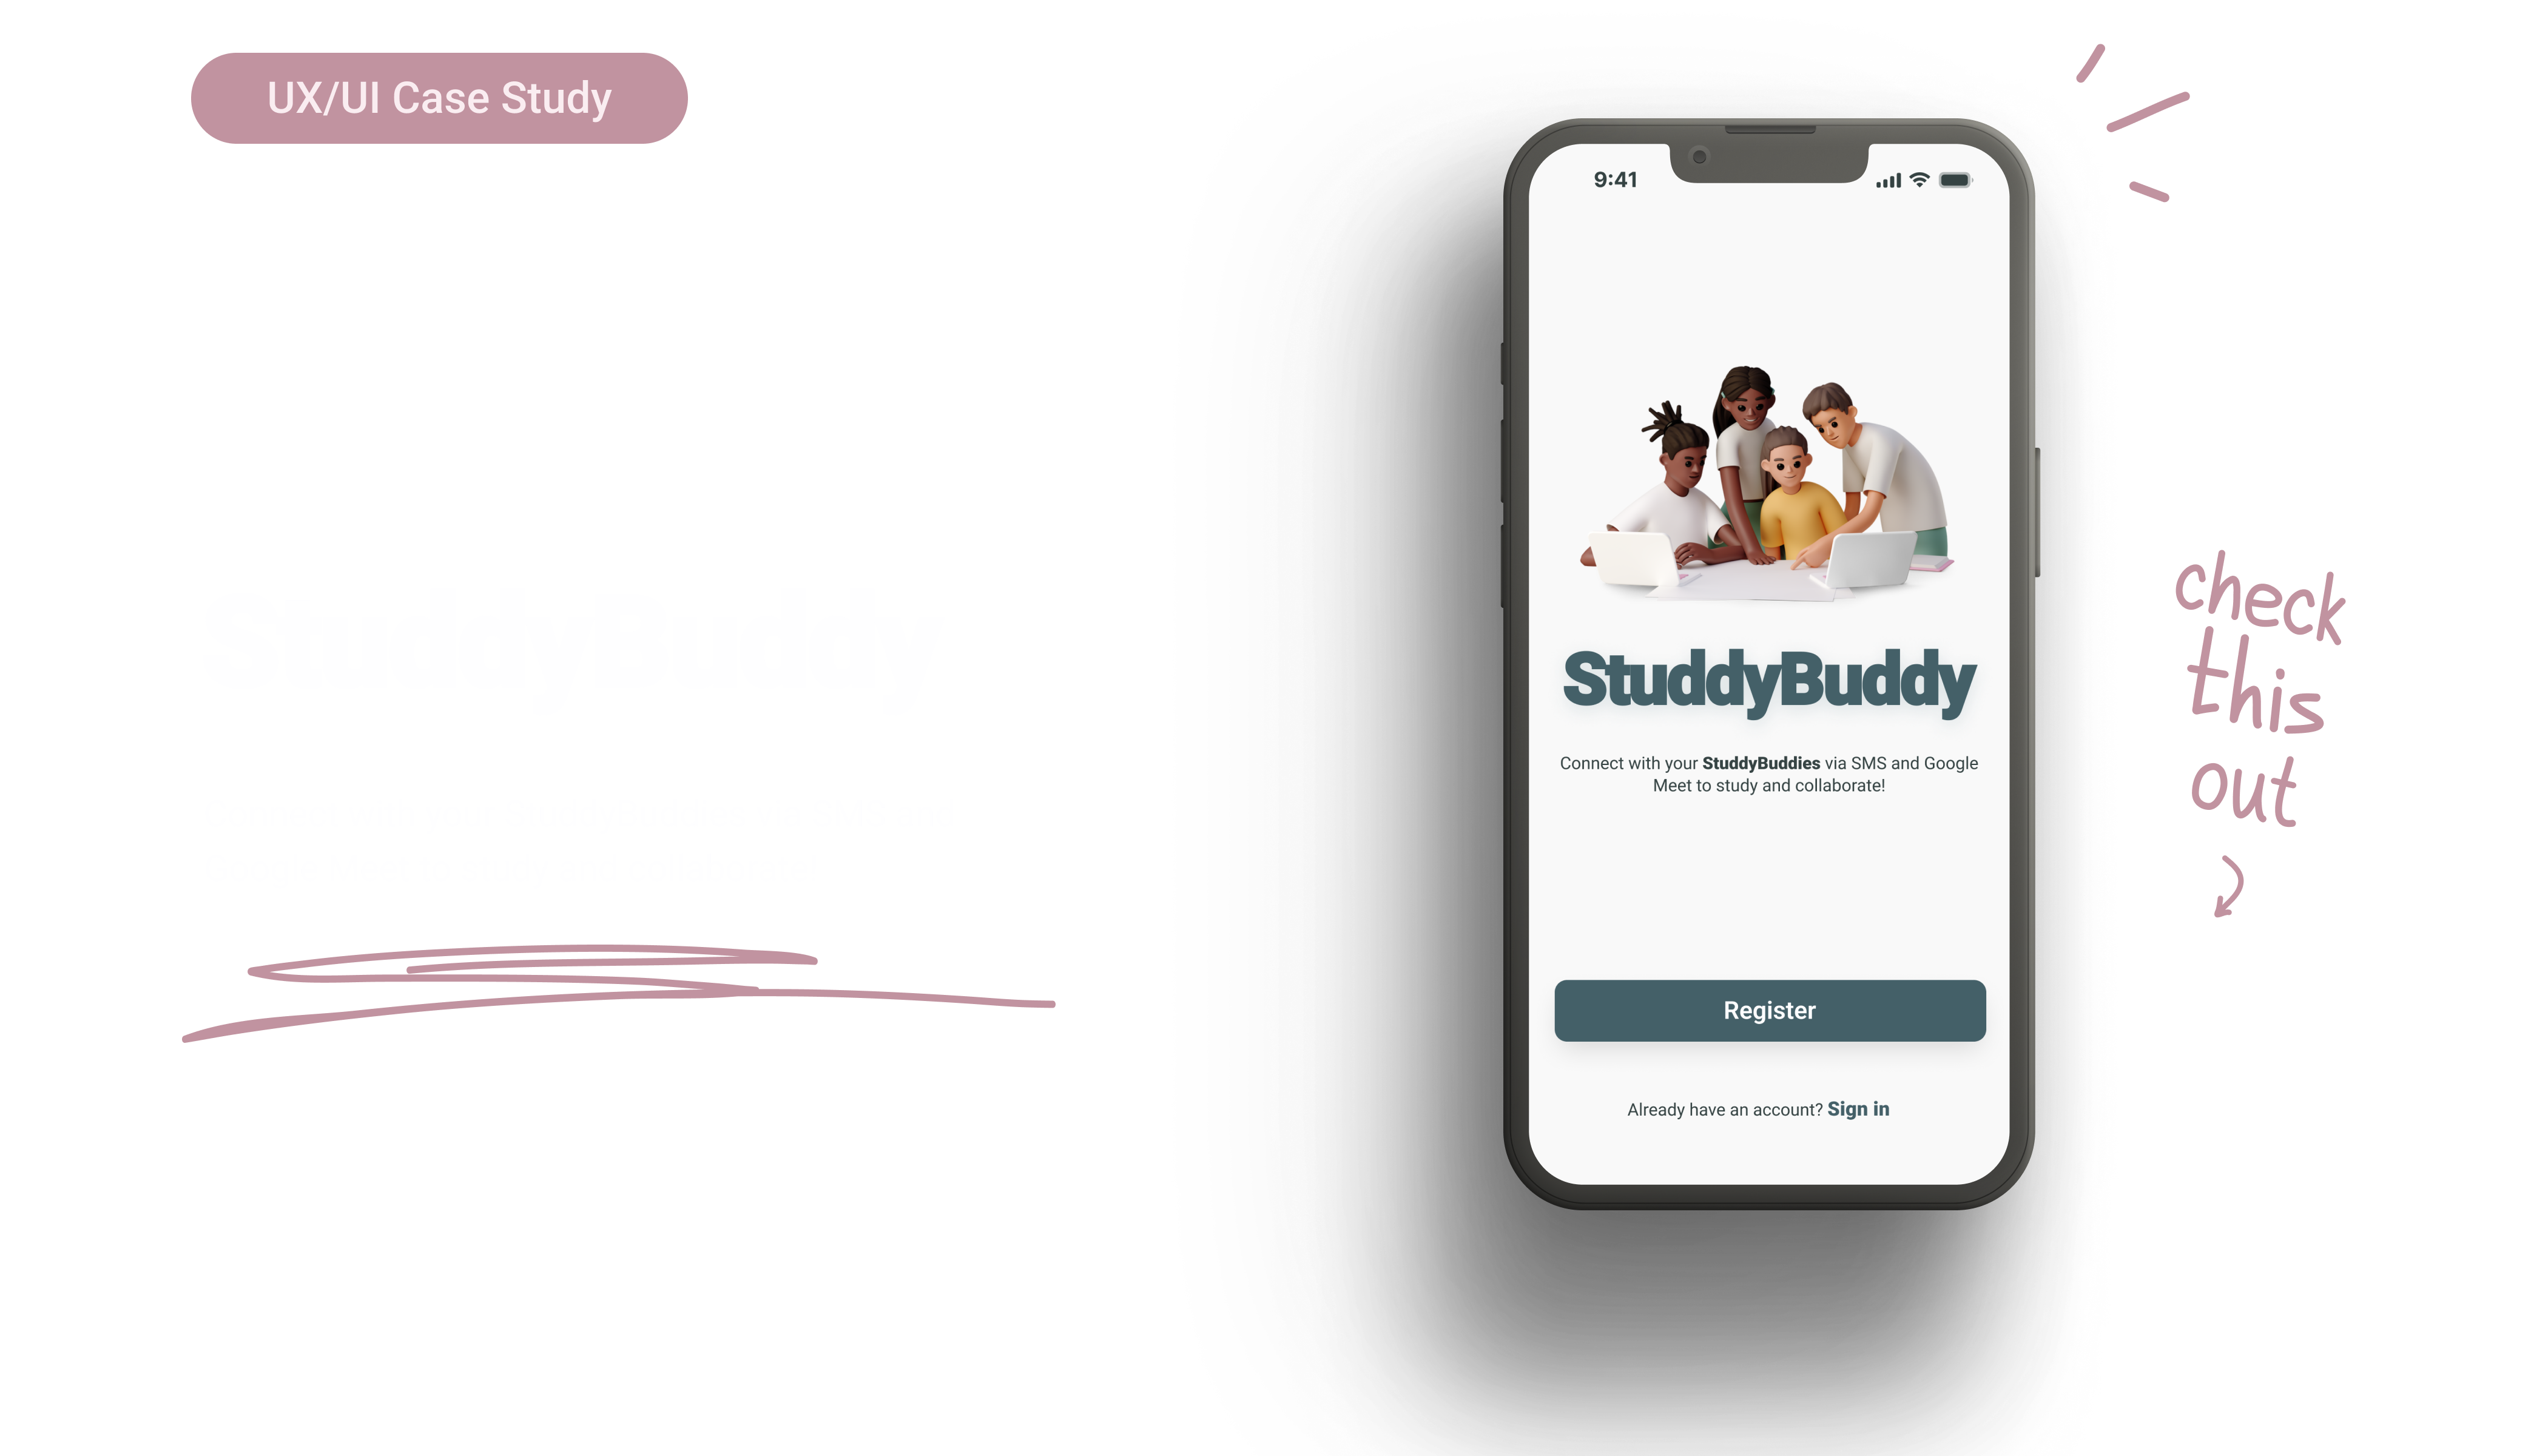 UX/UI Case Study
StuddyBuddy
9:41
StuddyBuddy
Connect with your StuddyBuddies via SMS and Google
Meet to study and collaborate!
Register
Already have an account? Sign in
check
this
out